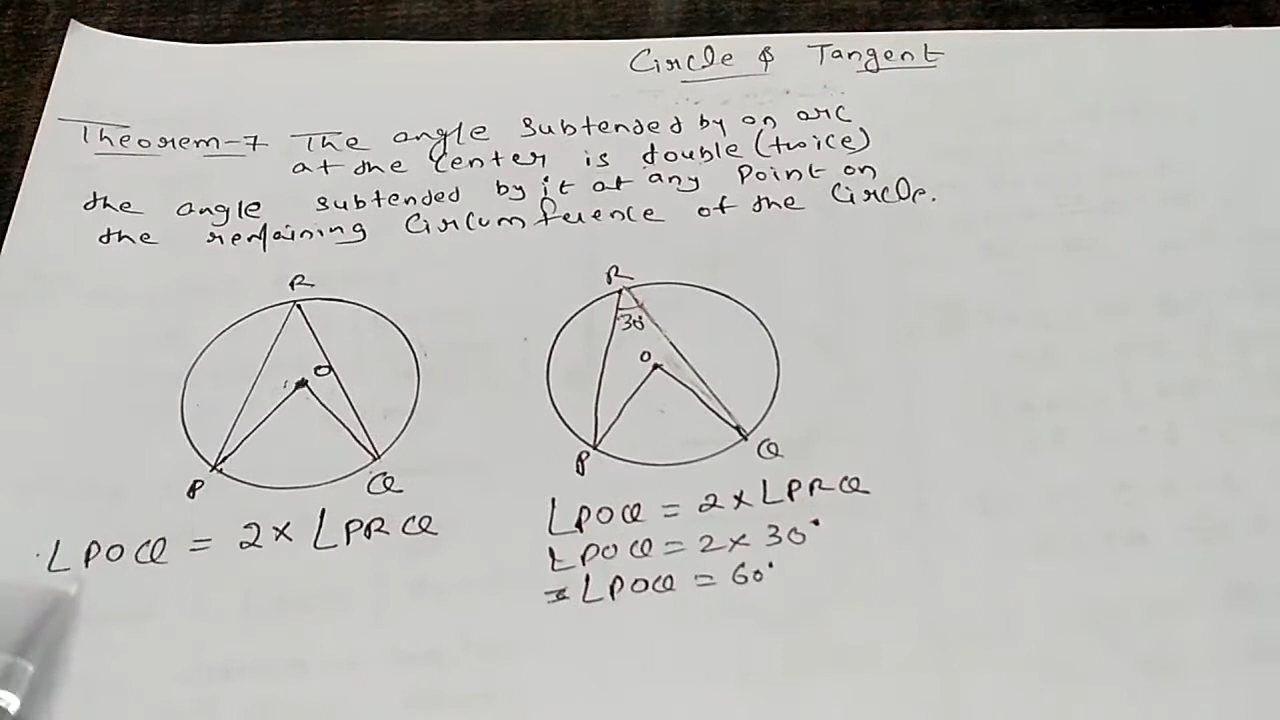 Circle & Tangent
Theorem-7 The angle subtended by an arc
at the Center is double (twice)
the angle subtended by it at any Point on
the remaining Circumference of the Circle.
R
O
P
Q
∠POQ = 2 × ∠PRQ
R
30°
O
P
Q
∠POQ = 2 × ∠PRQ
∠POQ = 2 × 30°
∠POQ = 60°